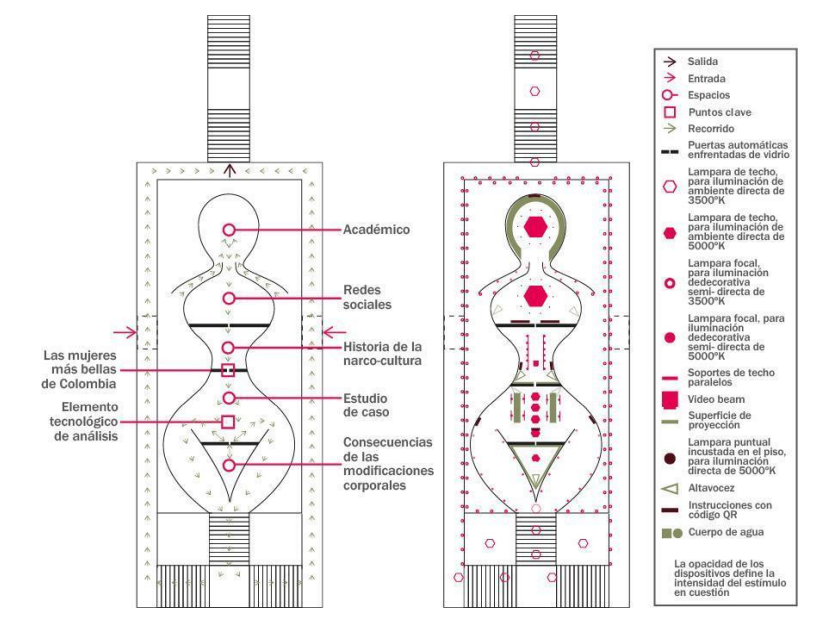 Académico
Redes
sociales
Historia de la
narco-cultura
Las mujeres
más bellas
de Colombia
Estudio
de caso
Elemento
tecnológico
de análisis
Consecuencias
de las
modificaciones
corporales
Salida
Entrada
Espacios
Puntos clave
Recorrido
Puertas automáticas
enfrentadas de vidrio
Lampara de techo,
para iluminación de
ambiente directa de
3500ºK
Lampara de techo,
para iluminación de
ambiente directa de
5000ºK
Lampara focal,
para iluminación
dedecorativa
semi- directa de
3500ºK
Lampara focal, para
iluminación
dedecorativa
semi- directa de
5000ºK
Soportes de techo
paralelos
Video beam
Superficie de
proyección
Lampara puntual
incustada en el piso,
para iluminación
directa de 5000ºK
Altavocez
Instrucciones con
código QR
Cuerpo de agua
La opacidad de los
dispositivos define la
intensidad del estímulo
en cuestión